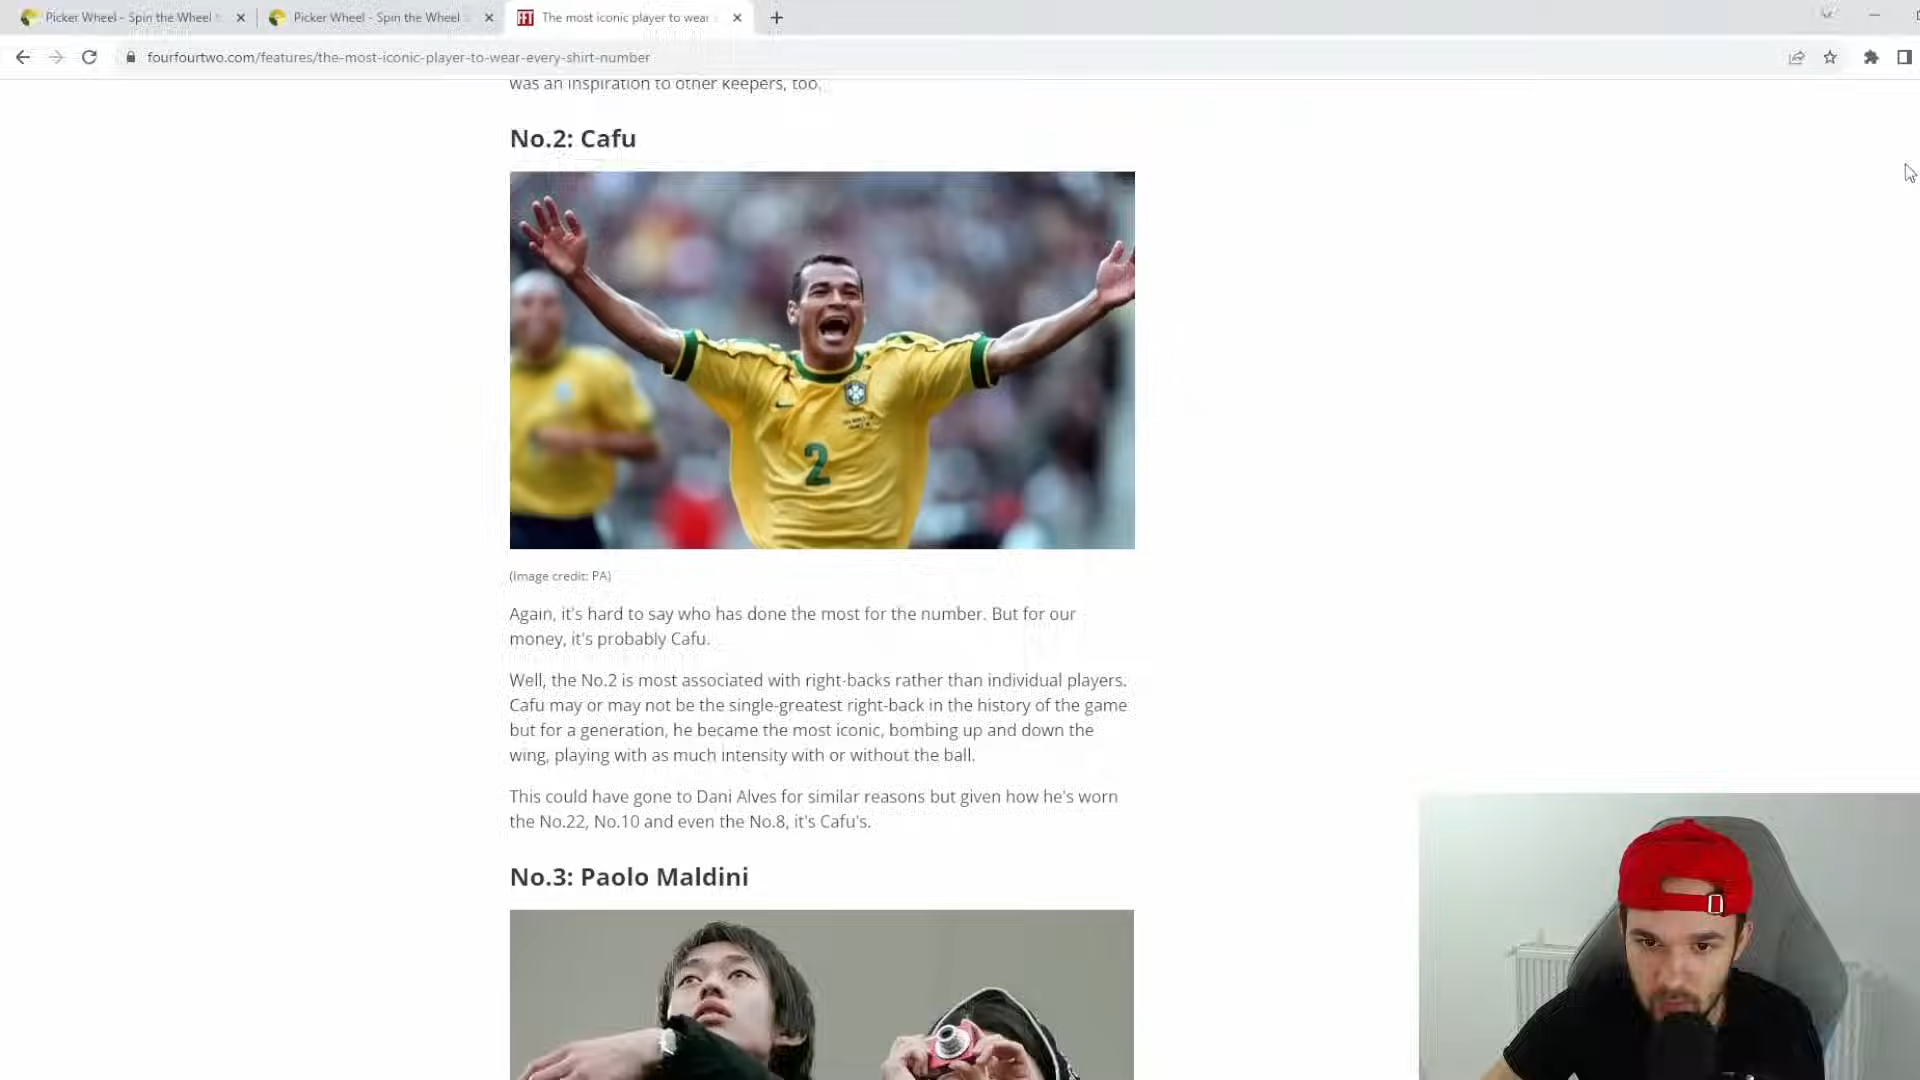 Picker Wheel - Spin the Wheel
Picker Wheel - Spin the Wheel
FFT
The most iconic player to wear
fourfourtwo.com/features/the-most-iconic-player-to-wear-every-shirt-number
was an inspiration to other keepers, too.
No.2: Cafu
2
(Image credit: PA)
Again, it's hard to say who has done the most for the number. But for our
money, it's probably Cafu.
Well, the No.2 is most associated with right-backs rather than individual players.
Cafu may or may not be the single-greatest right-back in the history of the game
but for a generation, he became the most iconic, bombing up and down the
wing, playing with as much intensity with or without the ball.
This could have gone to Dani Alves for similar reasons but given how he's worn
the No.22, No.10 and even the No.8, it's Cafu's.
No.3: Paolo Maldini